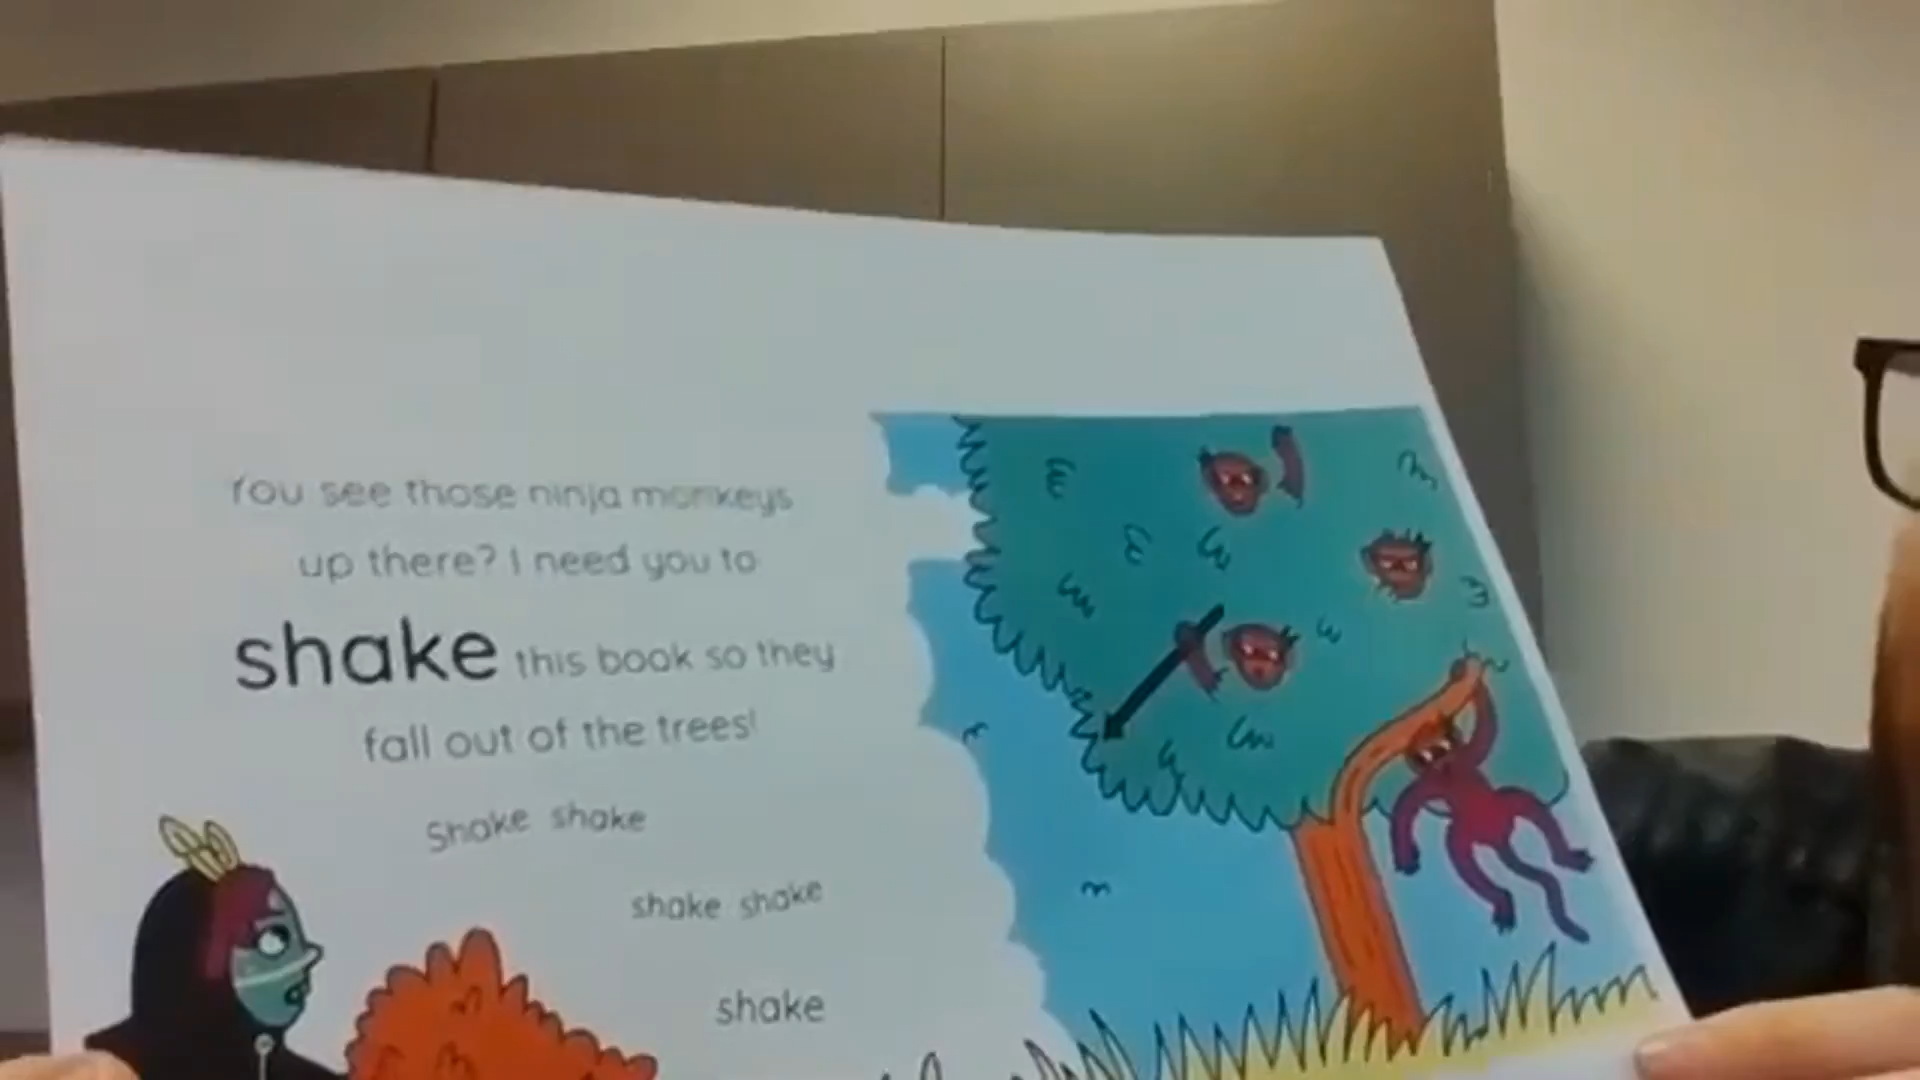 You see those ninja monkeys
up there? I need you to
shake this book so they
fall out of the trees!
Shake shake
shake shake
shake